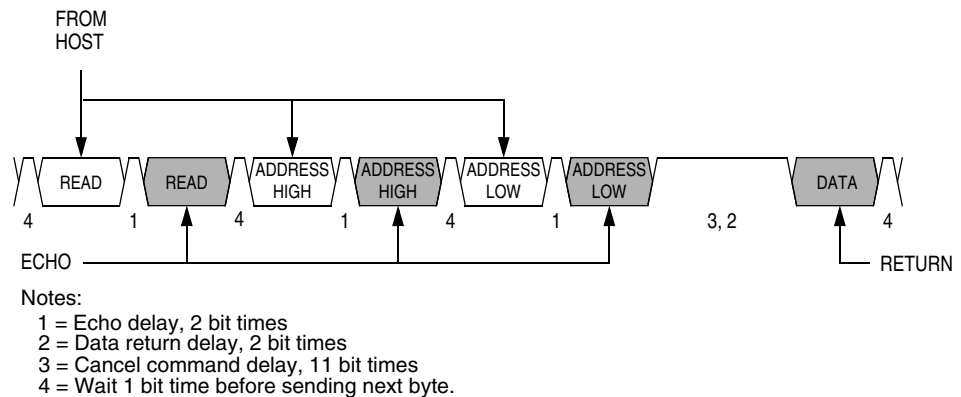 FROM
HOST
READ READ ADDRESS HIGH ADDRESS HIGH ADDRESS LOW ADDRESS LOW DATA
4 1 4 1 4 1 3, 2 4
ECHO RETURN
Notes:
1 = Echo delay, 2 bit times
2 = Data return delay, 2 bit times
3 = Cancel command delay, 11 bit times
4 = Wait 1 bit time before sending next byte.